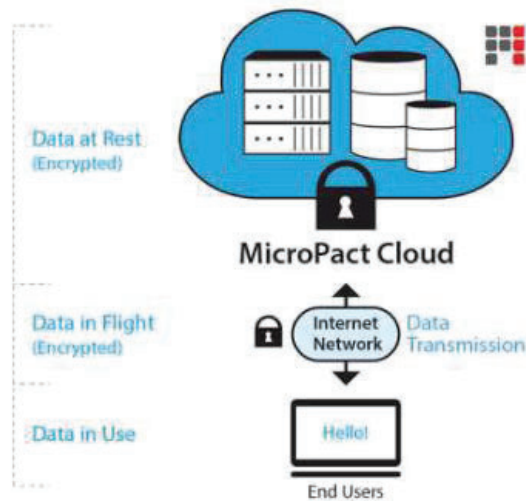 Data at Rest
(Encrypted)
MicroPact Cloud
Data in Flight
(Encrypted)
Internet
Network
Data
Transmission
Data in Use
Hello!
End Users